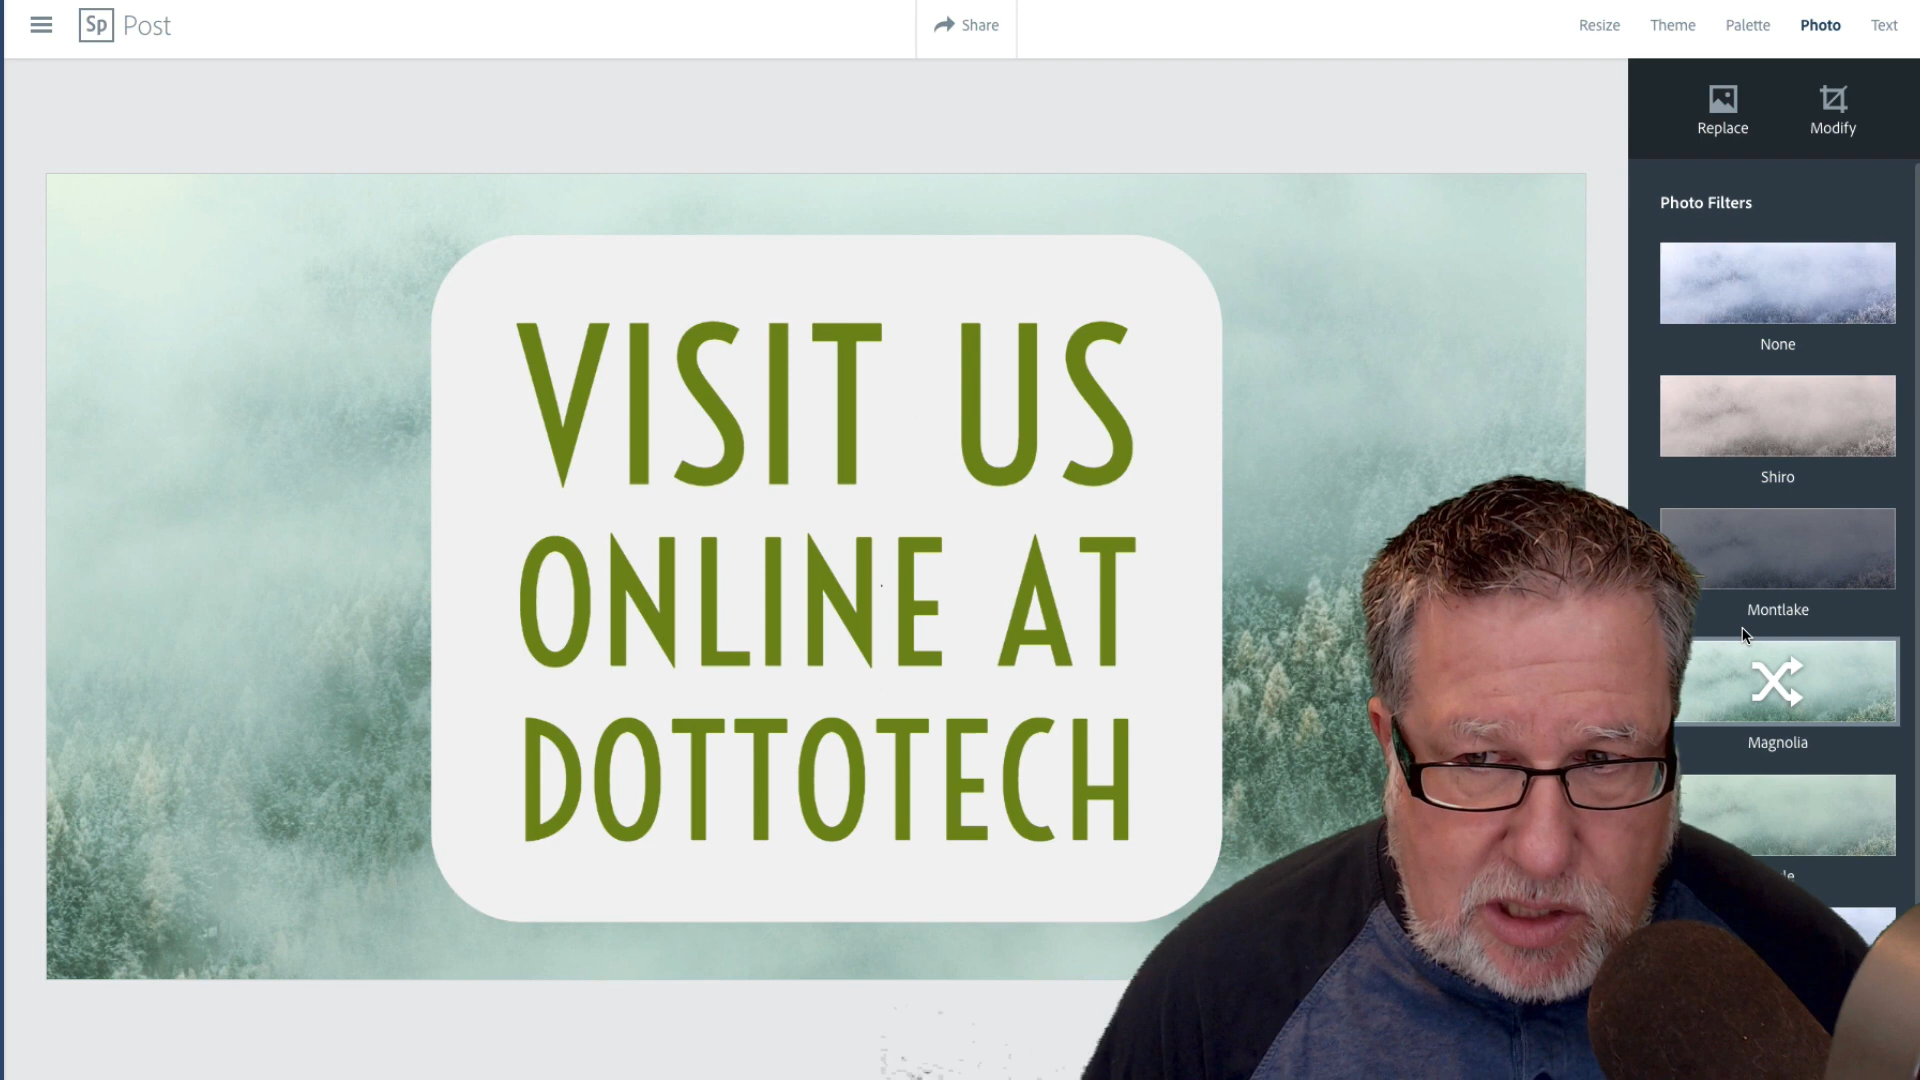 Sp Post
Share
Resize Theme Palette Photo Text
Replace Modify
Photo Filters
None
Shiro
Montlake
Magnolia
VISIT US
ONLINE AT
DOTTOTECH